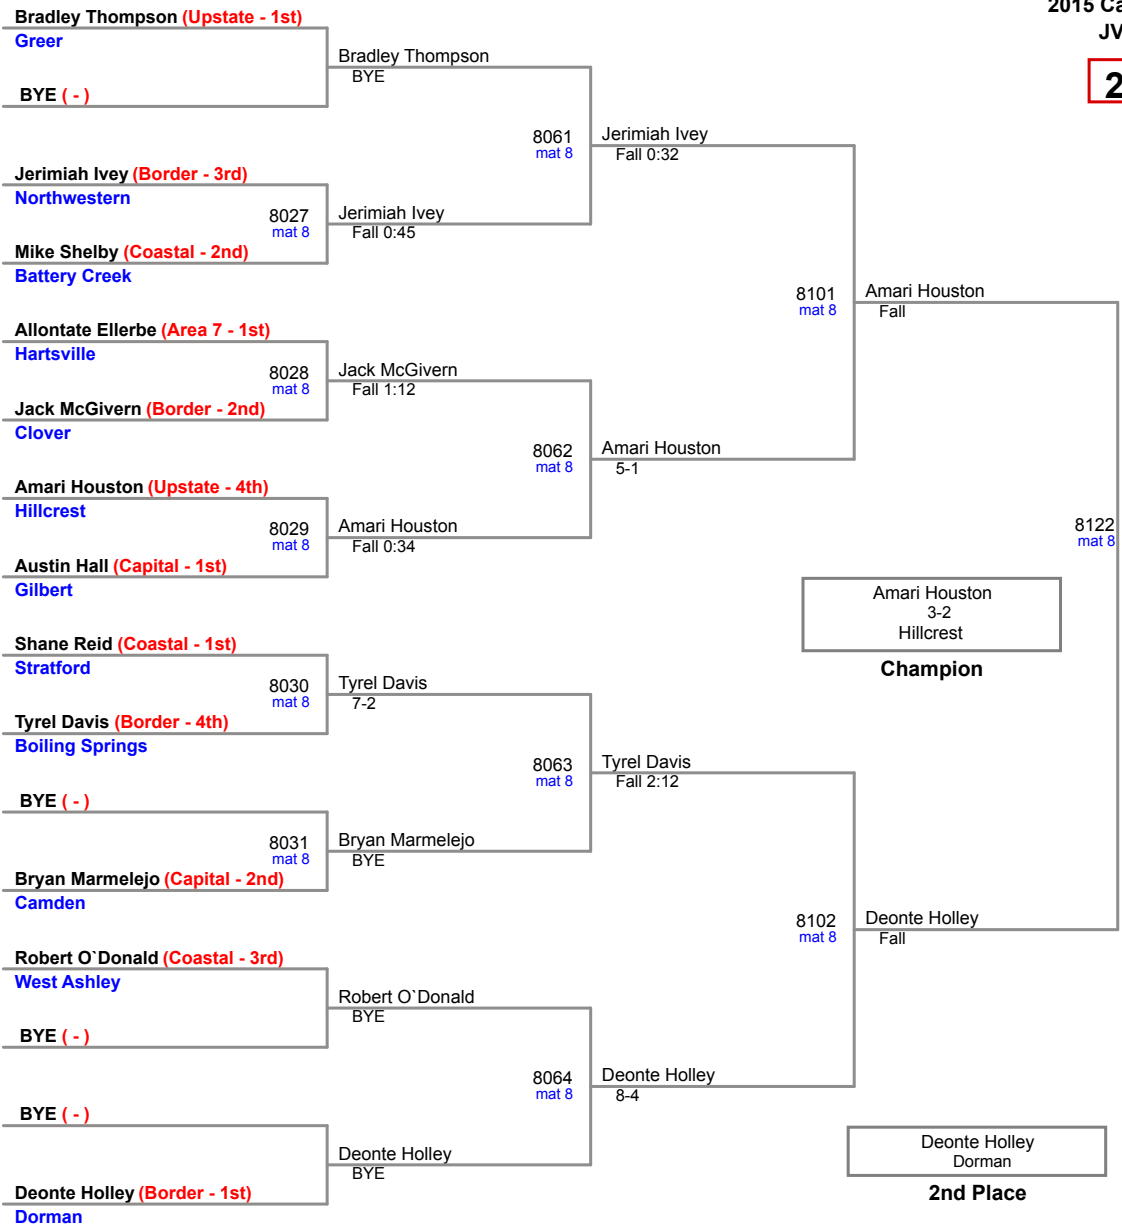 2015 Ca
JV
2
Bradley Thompson (Upstate - 1st)
Greer
Bradley Thompson
BYE
BYE ( - )
8061
mat 8
Jerimiah Ivey
Fall 0:32
Jerimiah Ivey (Border - 3rd)
Northwestern
8027
mat 8
Jerimiah Ivey
Fall 0:45
Mike Shelby (Coastal - 2nd)
Battery Creek
8101
mat 8
Amari Houston
Fall
Allontate Ellerbe (Area 7 - 1st)
Hartsville
8028
mat 8
Jack McGivern
Fall 1:12
Jack McGivern (Border - 2nd)
Clover
8062
mat 8
Amari Houston
5-1
Amari Houston (Upstate - 4th)
Hillcrest
8029
mat 8
Amari Houston
Fall 0:34
8122
mat 8
Austin Hall (Capital - 1st)
Gilbert
Amari Houston
3-2
Hillcrest
Champion
Shane Reid (Coastal - 1st)
Stratford
8030
mat 8
Tyrel Davis
7-2
Tyrel Davis (Border - 4th)
Boiling Springs
8063
mat 8
Tyrel Davis
Fall 2:12
BYE ( - )
8031
mat 8
Bryan Marmelejo
BYE
Bryan Marmelejo (Capital - 2nd)
Camden
8102
mat 8
Deonte Holley
Fall
Robert O`Donald (Coastal - 3rd)
West Ashley
Robert O`Donald
BYE
BYE ( - )
8064
mat 8
Deonte Holley
8-4
BYE ( - )
Deonte Holley
BYE
Deonte Holley (Border - 1st)
Dorman
Deonte Holley
Dorman
2nd Place